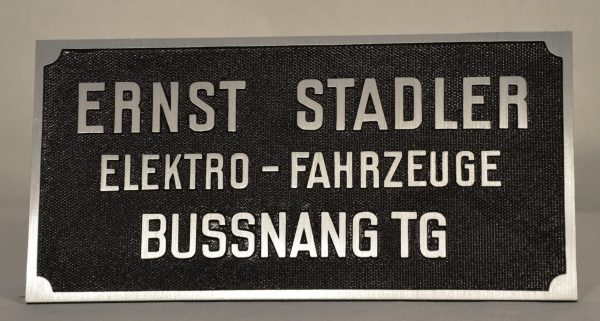 ERNST STADLER
ELEKTRO - FAHRZEUGE
BUSSNANG TG